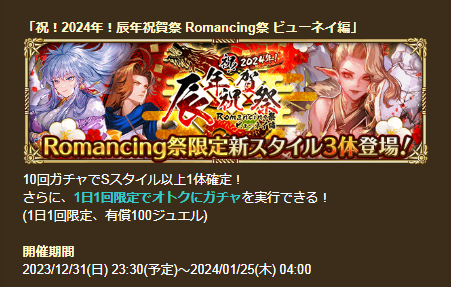 「祝！2024年！辰年祝賀祭 Romancing祭 ビューネイ編」
祝 2024年！
辰年祝賀祭
Romancing祭
ビューネイ編
Romancing祭限定新スタイル3体登場！
10回ガチャでSスタイル以上1体確定！
さらに、1日1回限定でオトクにガチャを実行できる！
(1日1回限定、有償100ジュエル)
開催期間
2023/12/31(日) 23:30(予定)～2024/01/25(木) 04:00